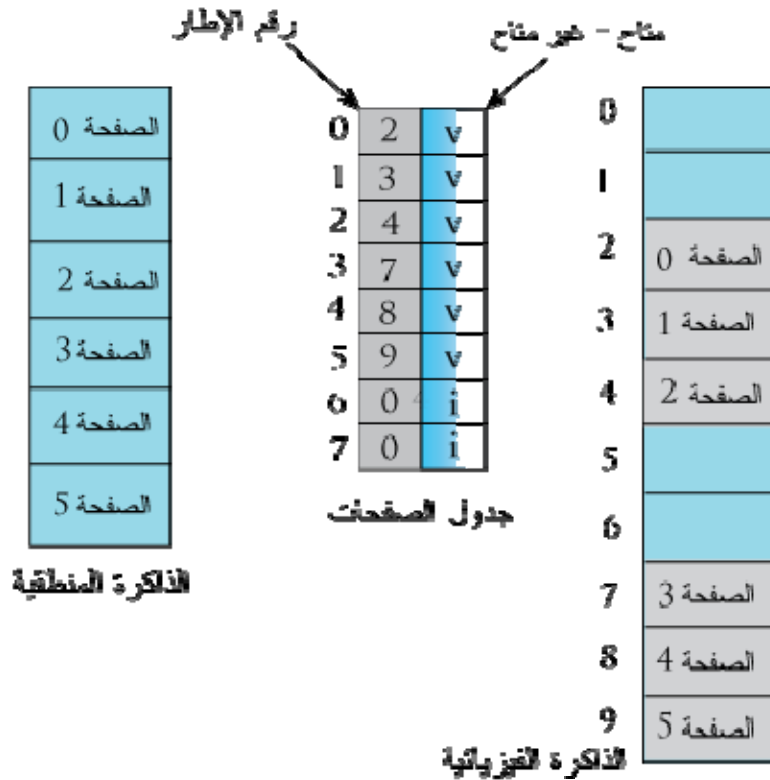 رقم الإطار
متاح - غير متاح
الصفحة 0
الصفحة 1
الصفحة 2
الصفحة 3
الصفحة 4
الصفحة 5
الذاكرة المنطقية
0 2 v
1 3 v
2 4 v
3 7 v
4 8 v
5 9 v
6 0 i
7 0 i
جدول الصفحات
0
1
2 الصفحة 0
3 الصفحة 1
4 الصفحة 2
5
6
7 الصفحة 3
8 الصفحة 4
9 الصفحة 5
الذاكرة الفيزيائية